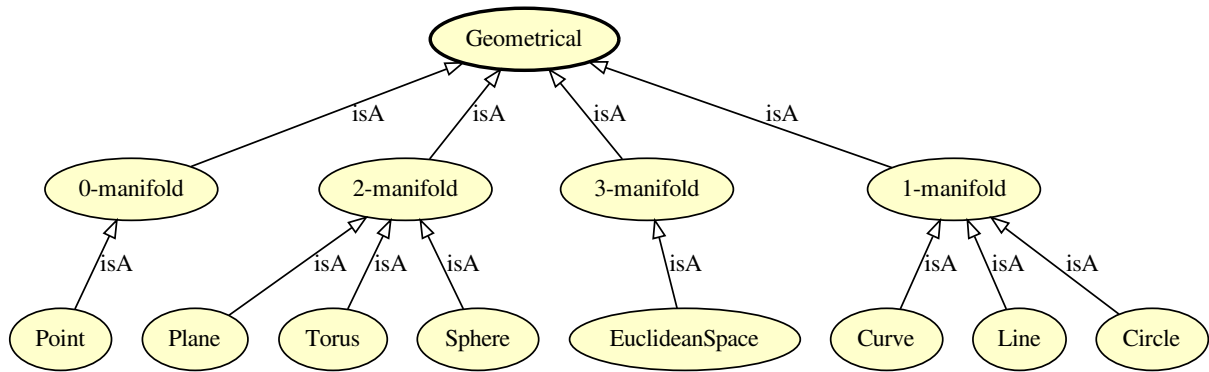 Geometrical
isA isA isA isA
0-manifold 2-manifold 3-manifold 1-manifold
isA isA isA isA isA isA isA isA
Point Plane Torus Sphere EuclideanSpace Curve Line Circle